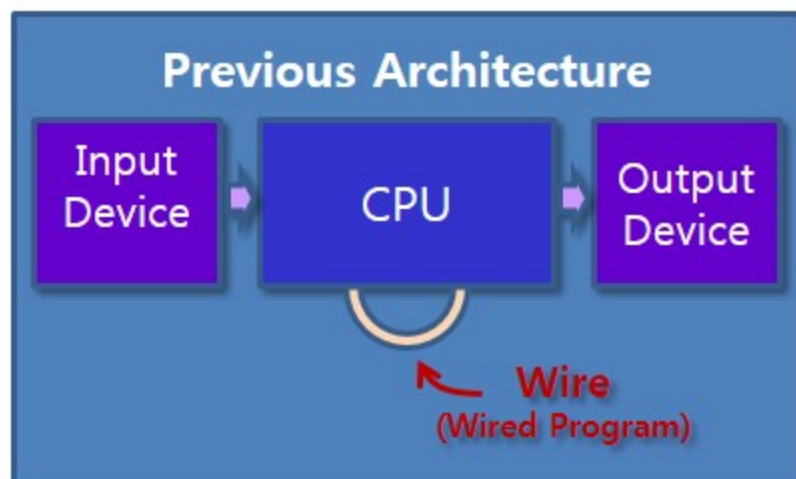 Previous Architecture
Input
Device
CPU
Output
Device
Wire
(Wired Program)